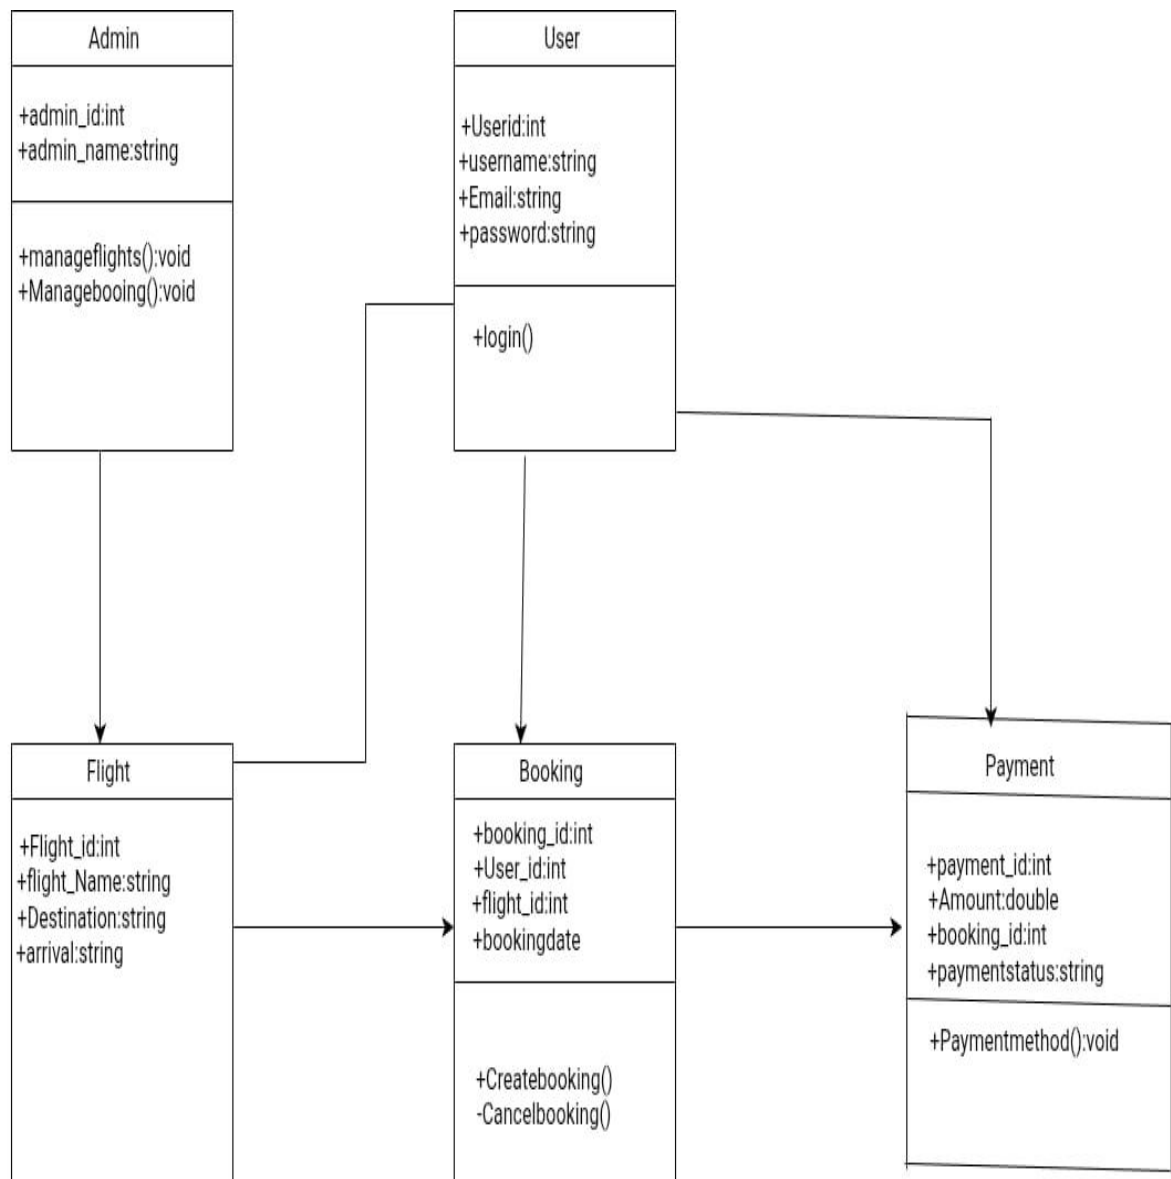 Admin
+admin_id:int
+admin_name:string
+manageflights():void
+Managebooing():void
User
+Userid:int
+username:string
+Email:string
+password:string
+login()
Flight
+Flight_id:int
+flight_Name:string
+Destination:string
+arrival:string
Booking
+booking_id:int
+User_id:int
+flight_id:int
+bookingdate
+Createbooking()
-Cancelbooking()
Payment
+payment_id:int
+Amount:double
+booking_id:int
+paymentstatus:string
+Paymentmethod():void